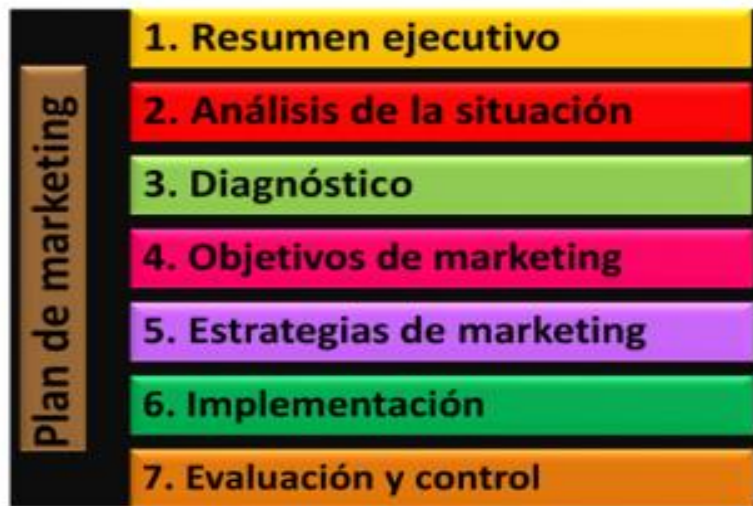 Plan de marketing
1. Resumen ejecutivo
2. Análisis de la situación
3. Diagnóstico
4. Objetivos de marketing
5. Estrategias de marketing
6. Implementación
7. Evaluación y control